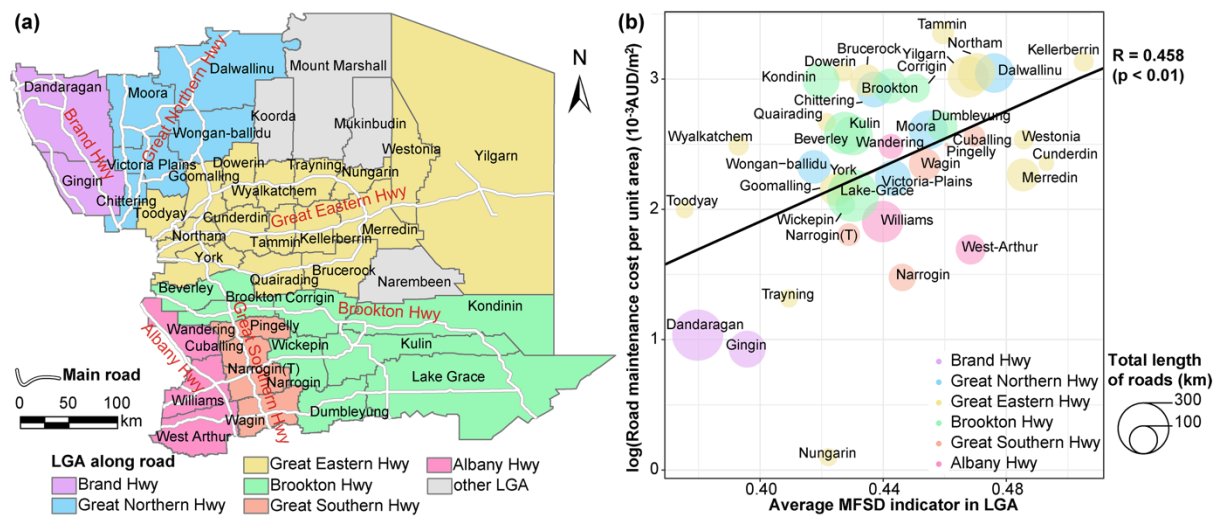 (a)
Dandaragan
Moora
Dalwallinu
Mount Marshall
N
Great Northern Hwy
Brand Hwy
Koorda
Mukinbudin
Wongan-ballidu
Westonia
Yilgarn
Victoria Plains
Dowerin
Trayning
Nungarin
Gingin
Goomalling
Wyalkatchem
Chittering
Toodyay
Cunderdin
Great Eastern Hwy
Northam
Tammin
Kellerberrin
Merredin
York
Quairading
Brucerock
Narembeen
Beverley
Brookton
Corrigin
Kondinin
Brookton Hwy
Wandering
Pingelly
Cuballing
Wickepin
Kulin
Albany Hwy
Great Southern Hwy
Narrogin(T)
Narrogin
Lake Grace
Main road
Williams
Dumbleyung
0 50 100
km
Wagin
West Arthur
LGA along road
Brand Hwy
Great Northern Hwy
Great Eastern Hwy
Brookton Hwy
Great Southern Hwy
Albany Hwy
other LGA
(b)
log(Road maintenance cost per unit area) (10⁻³AUD/m²)
3
2
1
0
Tammin
Brucerock
Northam
Yilgarn
Kellerberrin
Dowerin
Corrigin
Kondinin
Brookton
Dalwallinu
Chittering
Quairading
Kulin
Dumbleyung
Wyalkatchem
Beverley
Moora
Wandering
Cuballing
Westonia
Pingelly
Cunderdin
Wongan-ballidu
York
Wagin
Merredin
Goomalling
Lake-Grace
Victoria-Plains
Toodyay
Wickepin
Williams
Narrogin(T)
West-Arthur
Narrogin
Trayning
Dandaragan
Gingin
Nungarin
R = 0.458
(p < 0.01)
Brand Hwy
Great Northern Hwy
Great Eastern Hwy
Brookton Hwy
Great Southern Hwy
Albany Hwy
Total length
of roads (km)
300
100
0.40 0.44 0.48
Average MFSD indicator in LGA